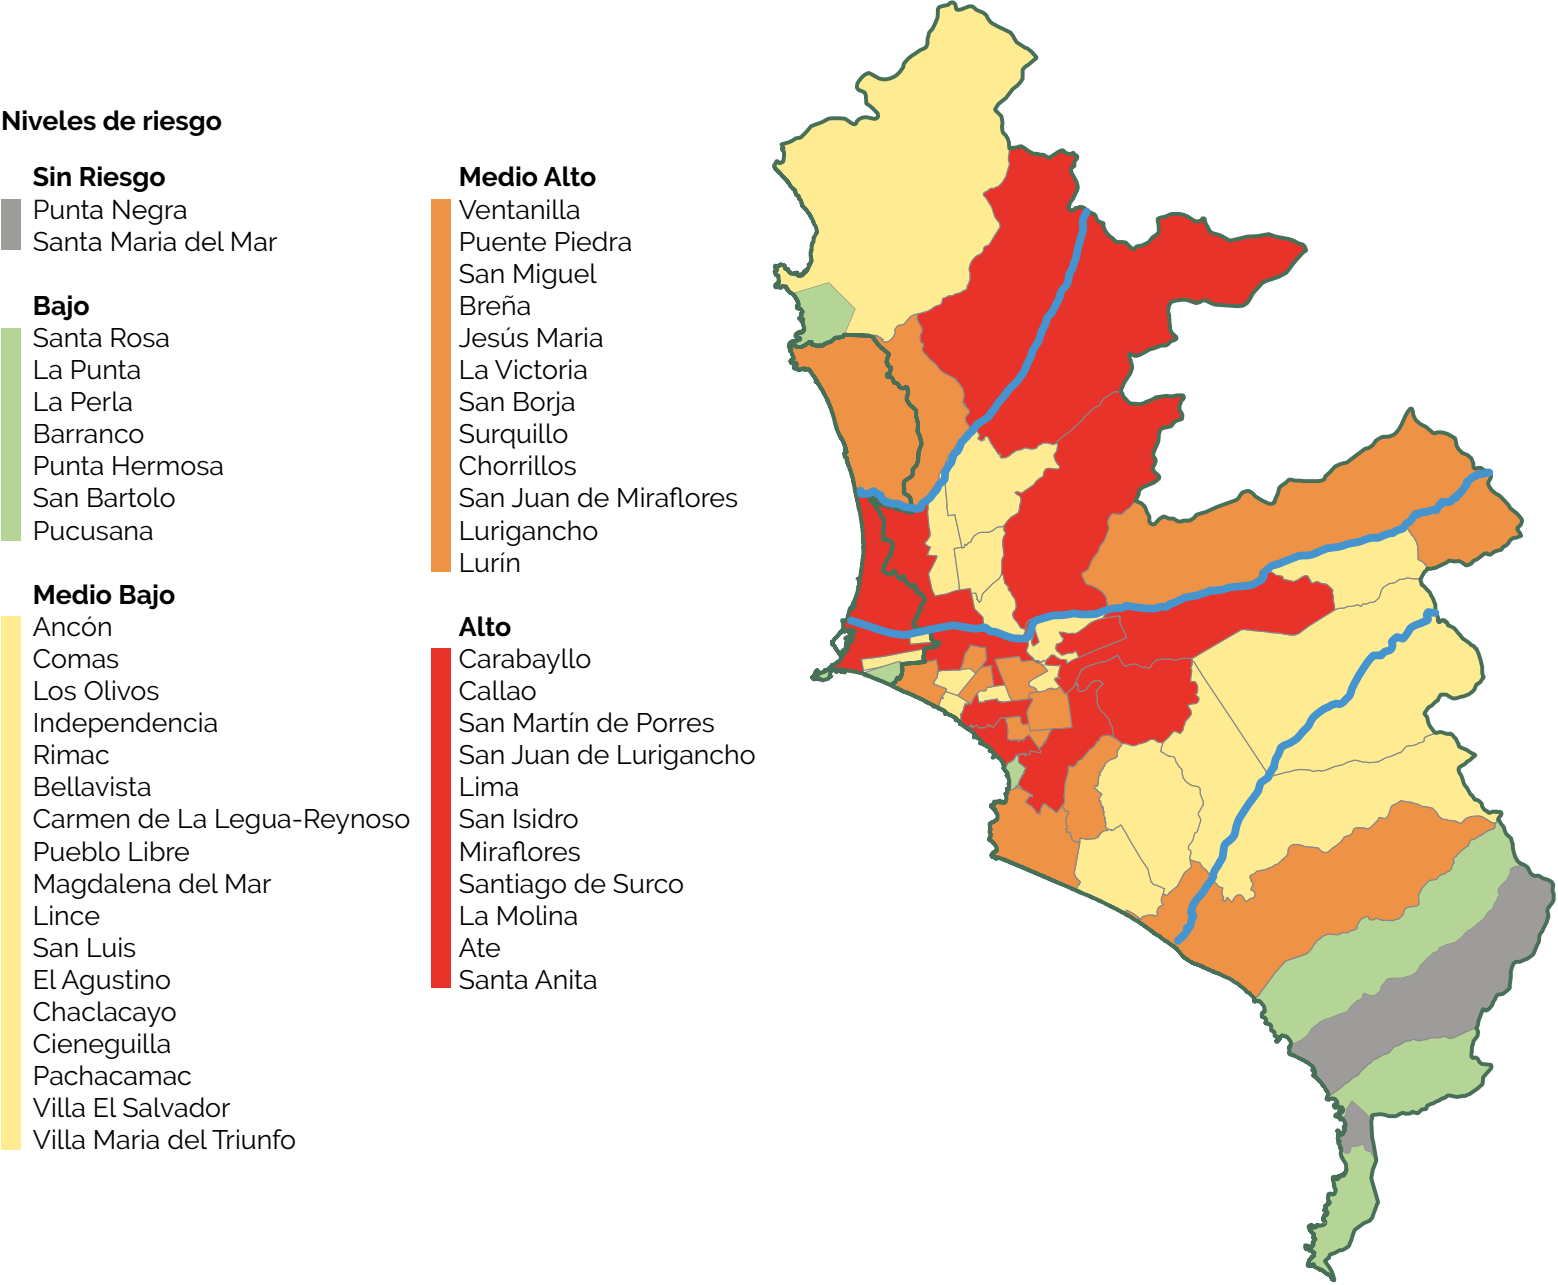 Niveles de riesgo
Sin Riesgo
Punta Negra
Santa Maria del Mar
Bajo
Santa Rosa
La Punta
La Perla
Barranco
Punta Hermosa
San Bartolo
Pucusana
Medio Bajo
Ancón
Comas
Los Olivos
Independencia
Rimac
Bellavista
Carmen de La Legua-Reynoso
Pueblo Libre
Magdalena del Mar
Lince
San Luis
El Agustino
Chaclacayo
Cieneguilla
Pachacamac
Villa El Salvador
Villa Maria del Triunfo
Medio Alto
Ventanilla
Puente Piedra
San Miguel
Breña
Jesús Maria
La Victoria
San Borja
Surquillo
Chorrillos
San Juan de Miraflores
Lurigancho
Lurín
Alto
Carabayllo
Callao
San Martín de Porres
San Juan de Lurigancho
Lima
San Isidro
Miraflores
Santiago de Surco
La Molina
Ate
Santa Anita